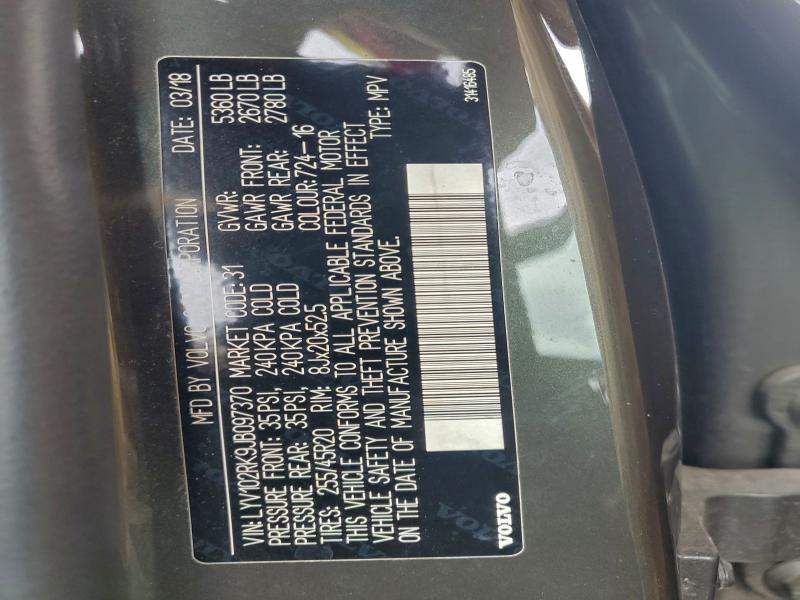 MFD BY VOLVO PORATION DATE: 03/18
VIN: LYV102RK9JB097370 MARKET CODE: 31 GVWR: 5360 LB
PRESSURE FRONT: 35PSI, 240KPA COLD GAWR FRONT: 2670 LB
PRESSURE REAR: 35PSI, 240KPA COLD GAWR REAR: 2780 LB
TIRES: 255/45R20 RIM: 8Jx20x52.5 COLOUR: 724-16
THIS VEHICLE CONFORMS TO ALL APPLICABLE FEDERAL MOTOR
VEHICLE SAFETY AND THEFT PREVENTION STANDARDS IN EFFECT
ON THE DATE OF MANUFACTURE SHOWN ABOVE. TYPE: MPV
VOLVO 31416485